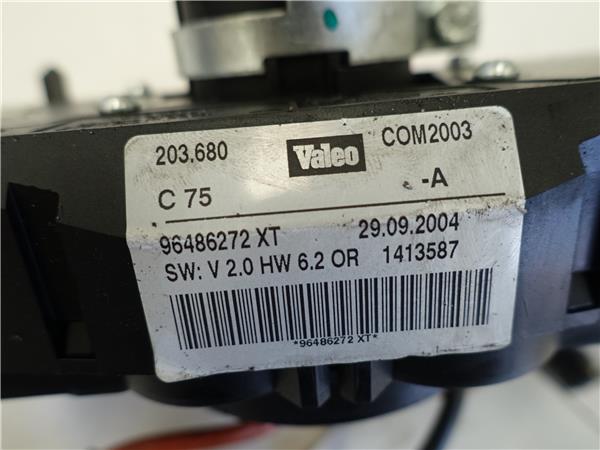 203.680 Valeo COM2003
C 75 -A
96486272 XT 29.09.2004
SW: V 2.0 HW 6.2 OR 1413587
*96486272 XT*